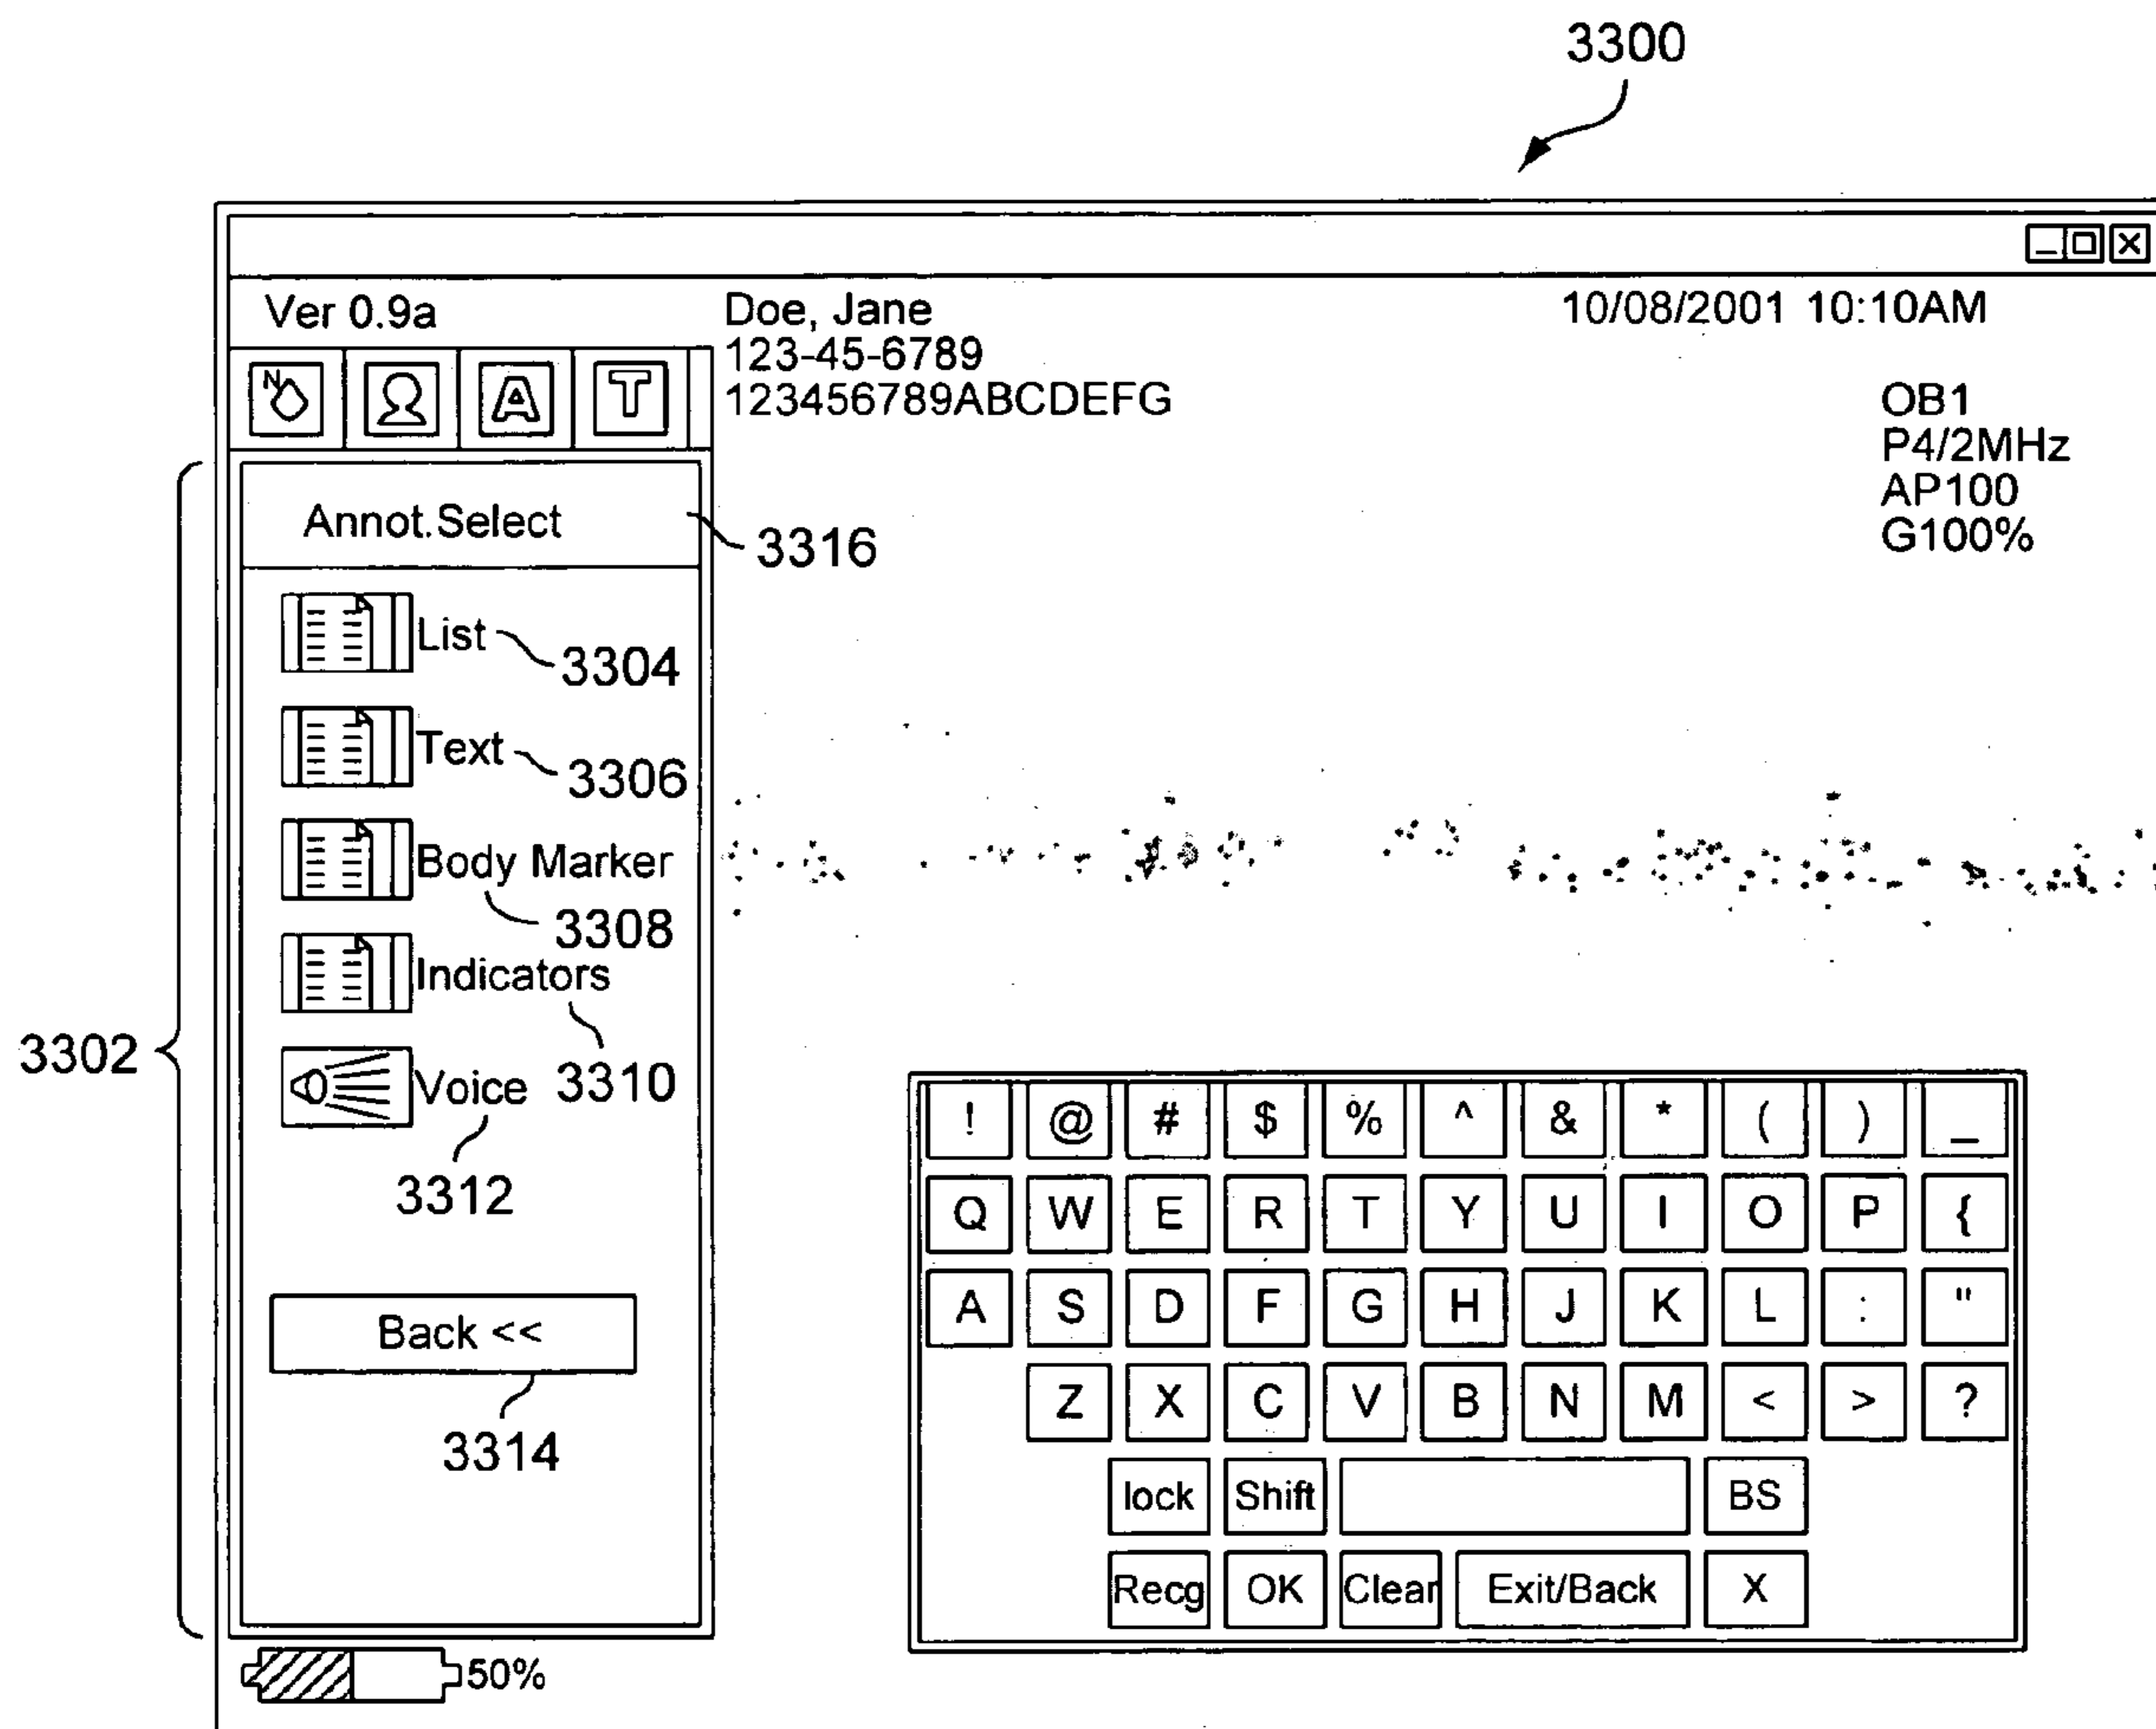 3300
Ver 0.9a
Doe, Jane
10/08/2001 10:10AM
123-45-6789
123456789ABCDEFG
N
A
T
OB1
P4/2MHz
AP100
G100%
Annot.Select
3316
List
3304
Text
3306
Body Marker
3308
Indicators
3310
Voice
3312
3302
Back <<
3314
50%
! @ # $ % ^ & * ( ) _
Q W E R T Y U I O P {
A S D F G H J K L : "
Z X C V B N M < > ?
lock Shift BS
Recg OK Clear Exit/Back X